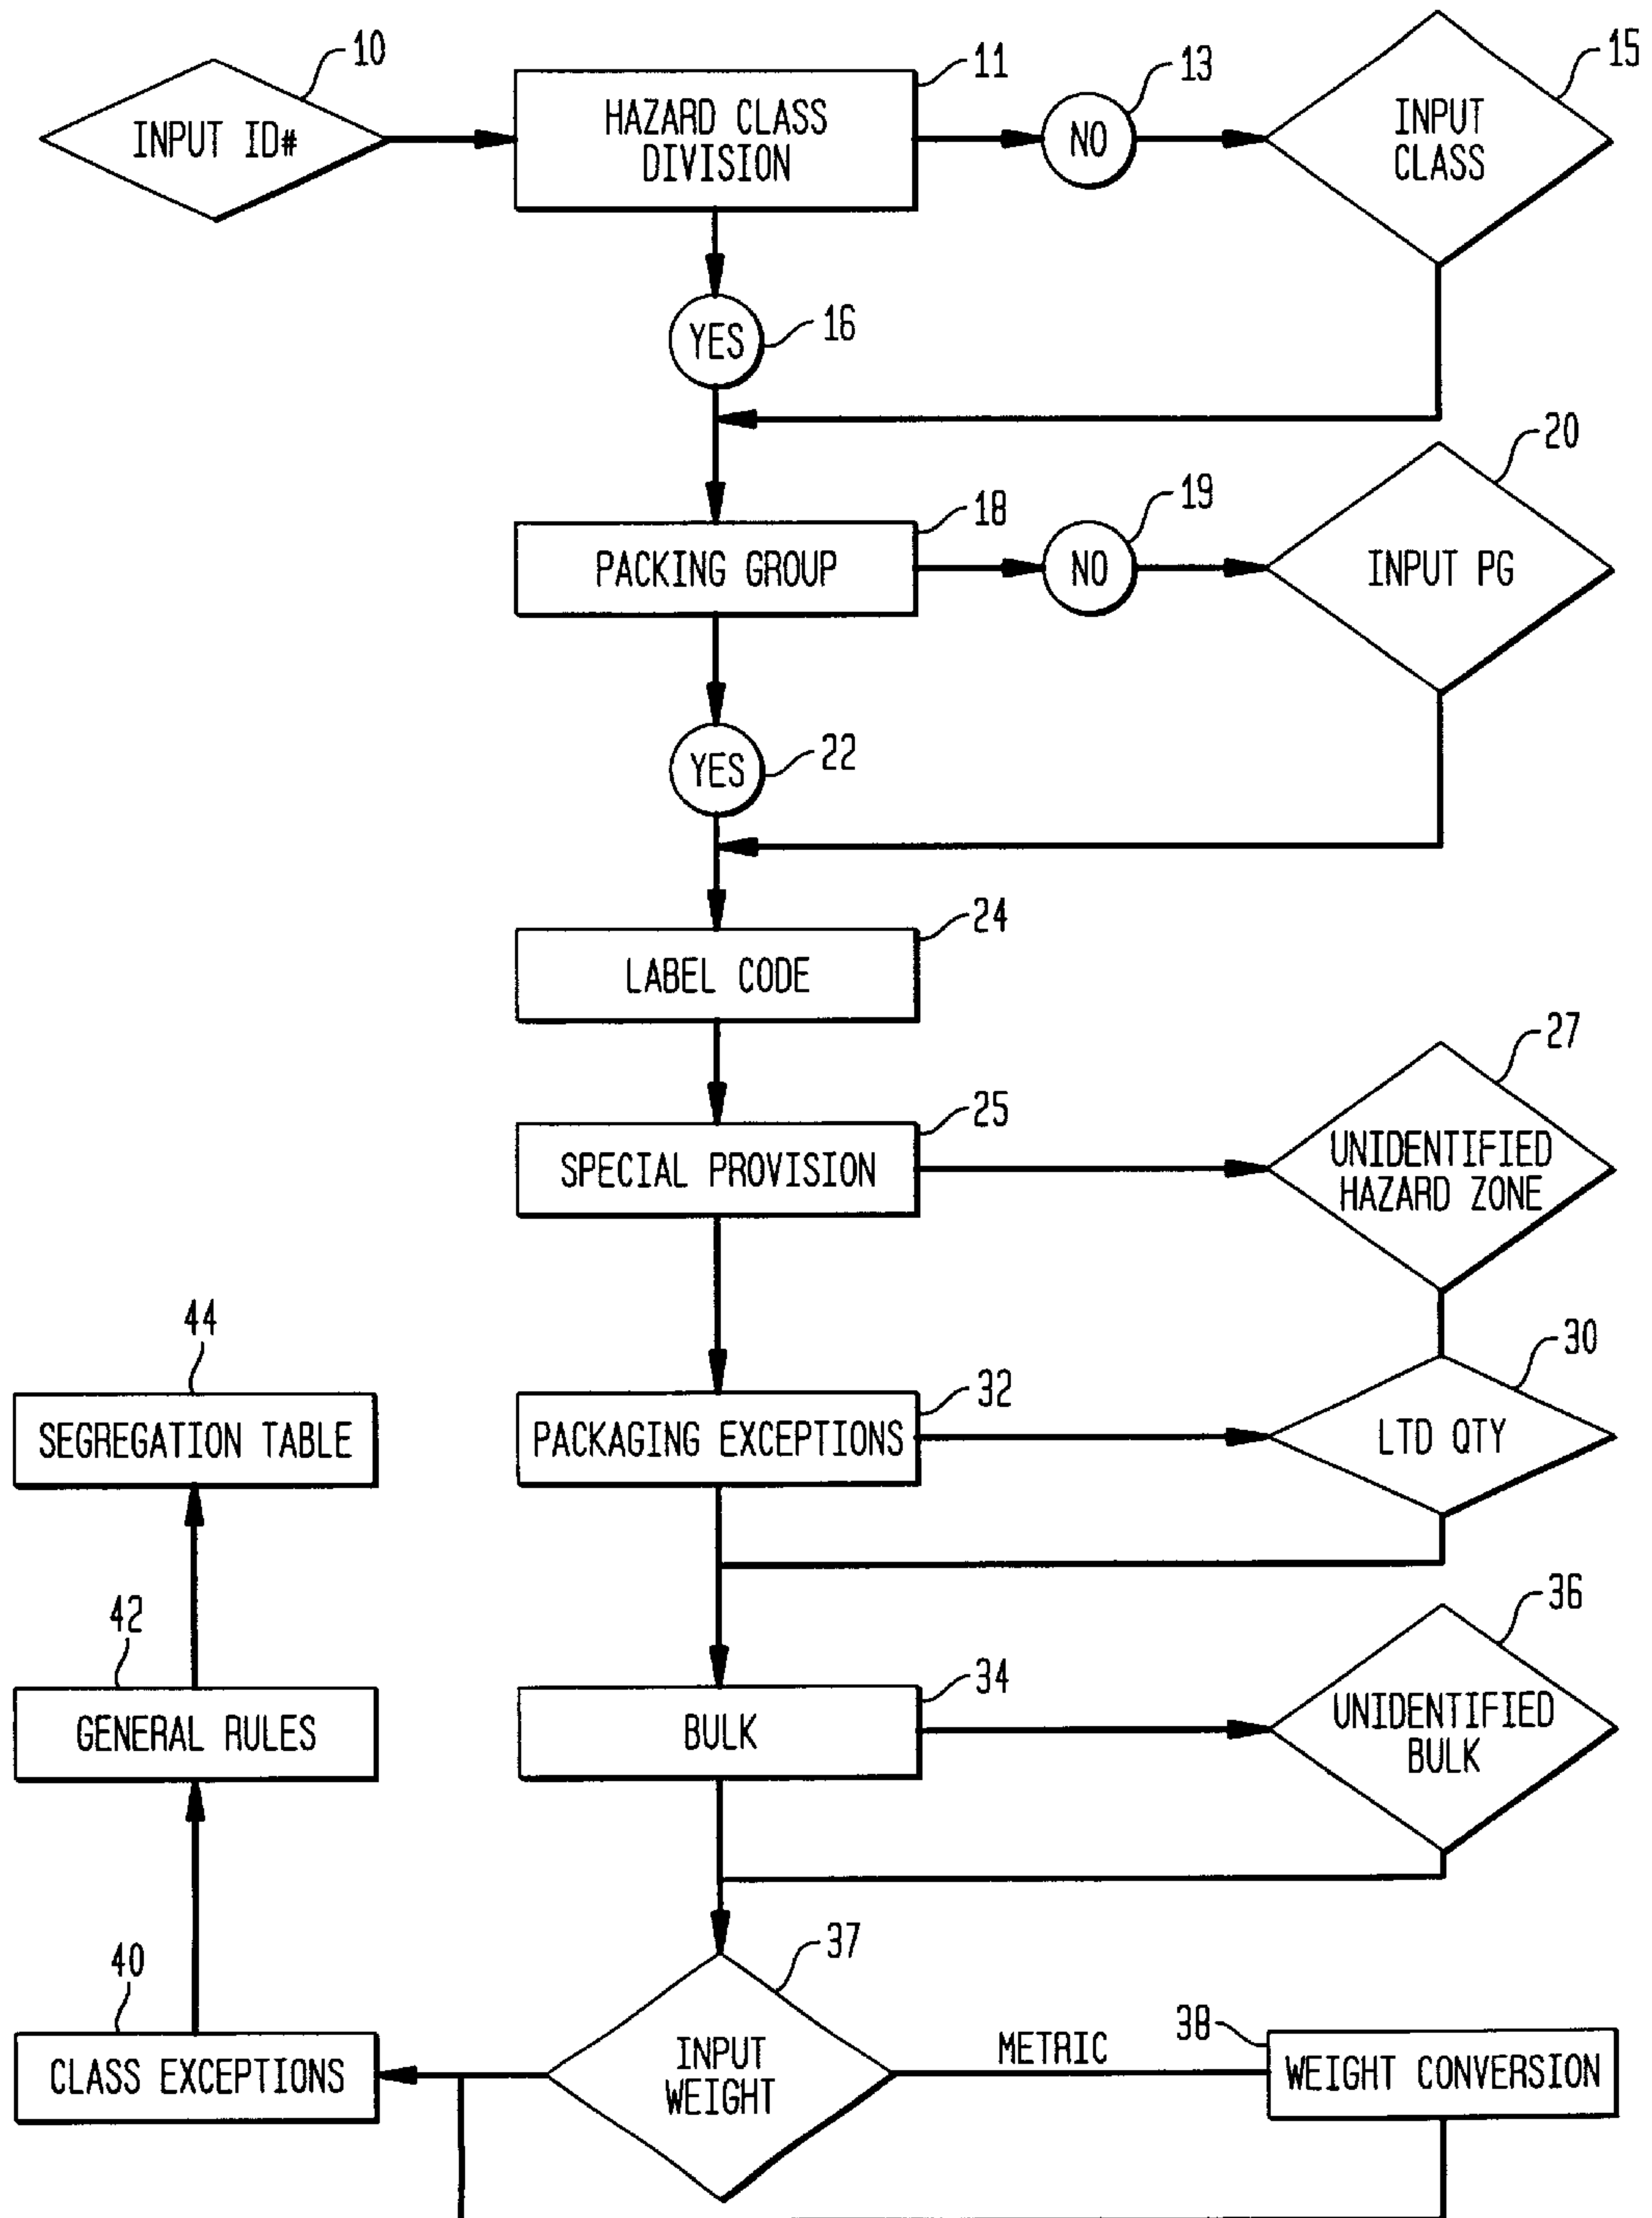 10
INPUT ID#
11
HAZARD CLASS
DIVISION
13
NO
15
INPUT
CLASS
YES
16
18
PACKING GROUP
19
NO
20
INPUT PG
YES
22
24
LABEL CODE
25
SPECIAL PROVISION
27
UNIDENTIFIED
HAZARD ZONE
32
PACKAGING EXCEPTIONS
30
LTD QTY
34
BULK
36
UNIDENTIFIED
BULK
37
INPUT
WEIGHT
METRIC
38
WEIGHT CONVERSION
40
CLASS EXCEPTIONS
42
GENERAL RULES
44
SEGREGATION TABLE